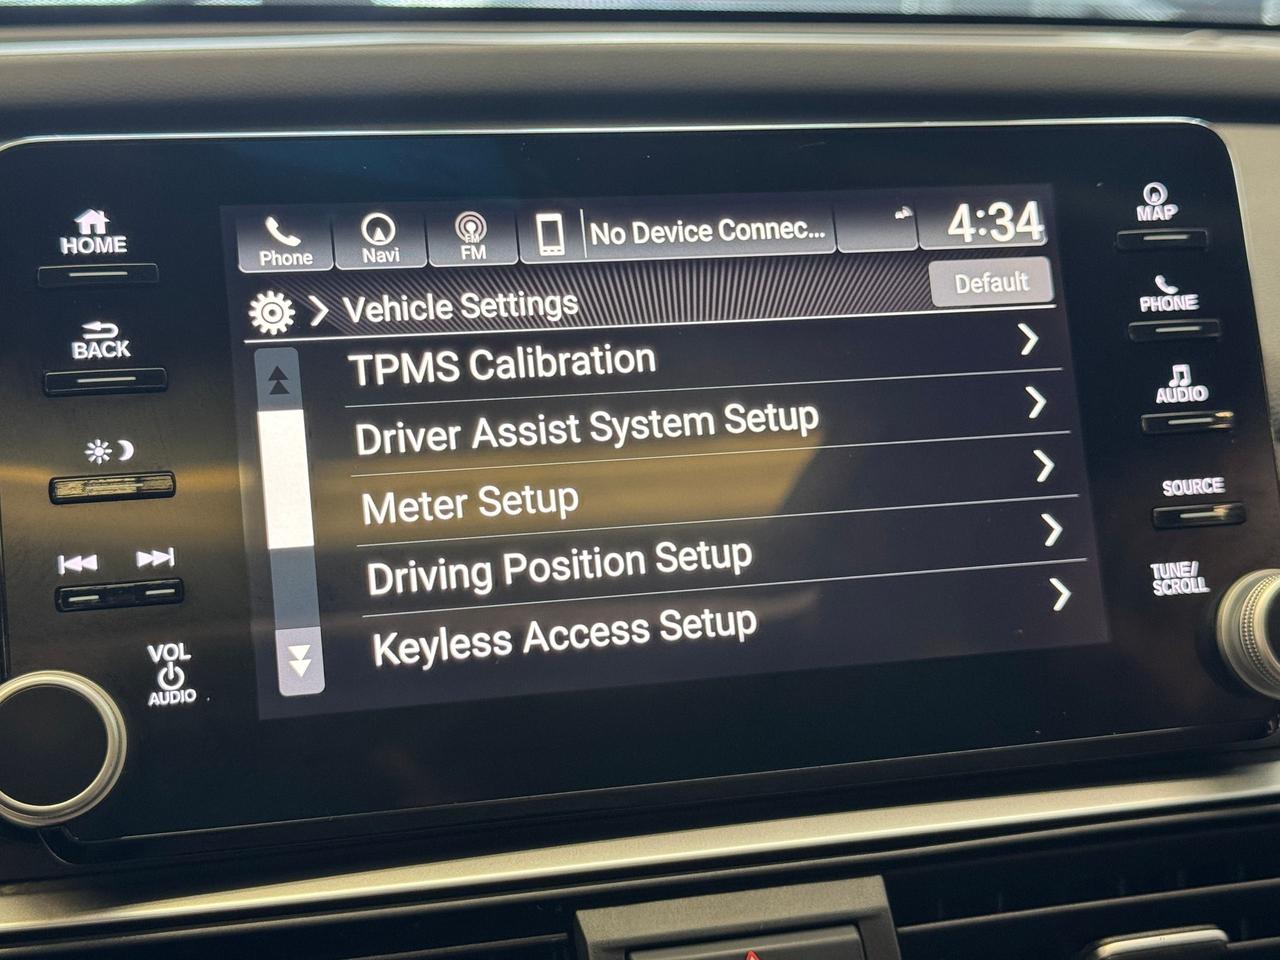 HOME
BACK
VOL
AUDIO
Phone
Navi
FM
FM
No Device Connec...
4:34
Vehicle Settings
Default
TPMS Calibration
Driver Assist System Setup
Meter Setup
Driving Position Setup
Keyless Access Setup
MAP
PHONE
AUDIO
SOURCE
TUNE/
SCROLL